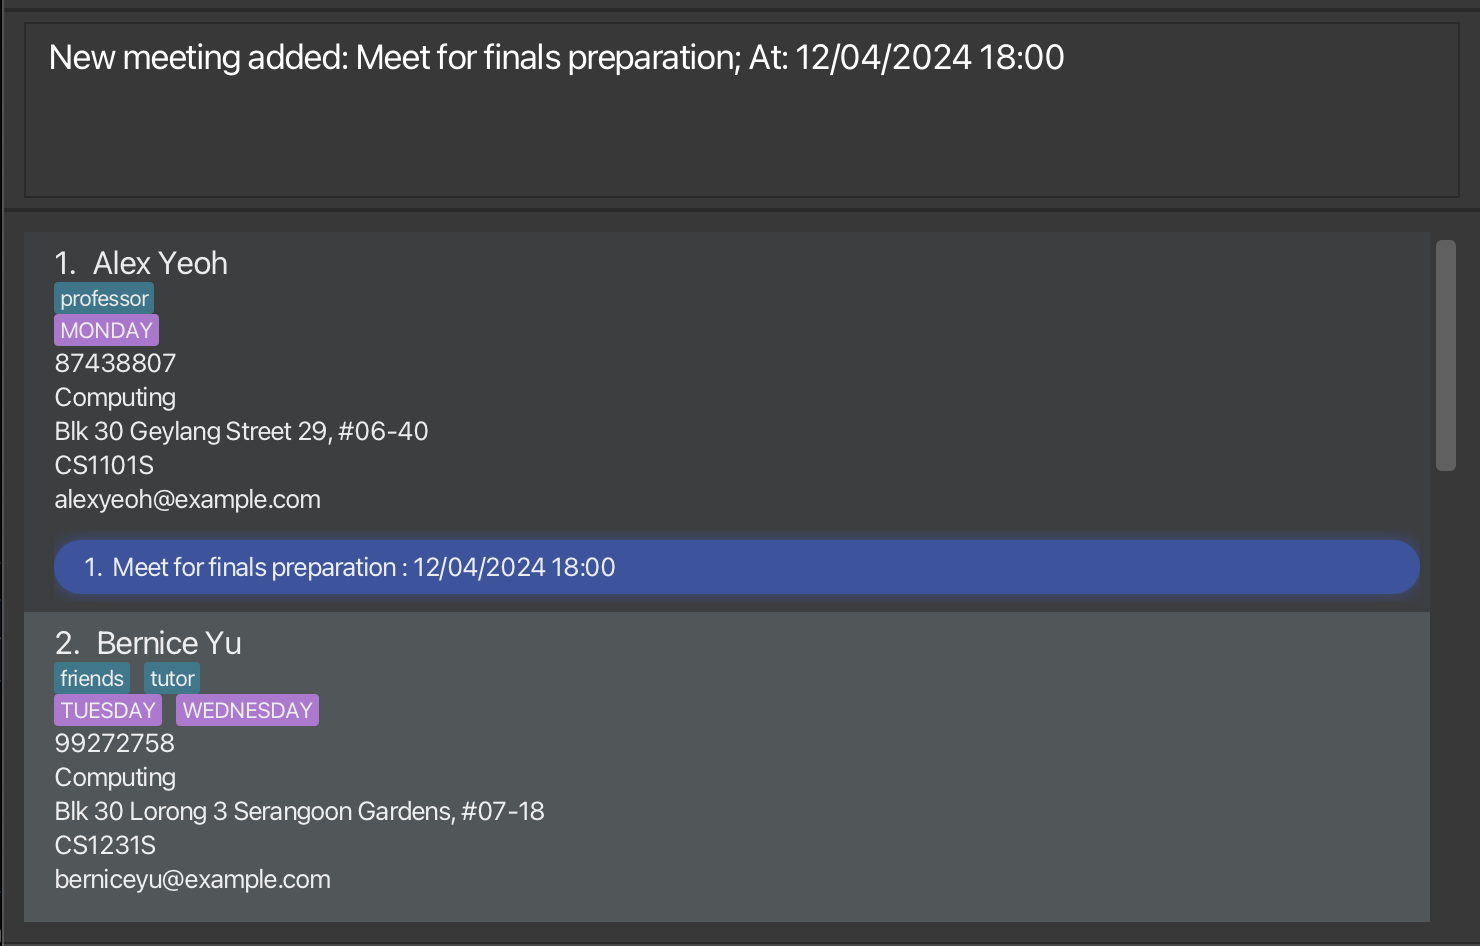 New meeting added: Meet for finals preparation; At: 12/04/2024 18:00
1. Alex Yeoh
professor
MONDAY
87438807
Computing
Blk 30 Geylang Street 29, #06-40
CS1101S
alexyeoh@example.com
1. Meet for finals preparation : 12/04/2024 18:00
2. Bernice Yu
friends tutor
TUESDAY WEDNESDAY
99272758
Computing
Blk 30 Lorong 3 Serangoon Gardens, #07-18
CS1231S
berniceyu@example.com